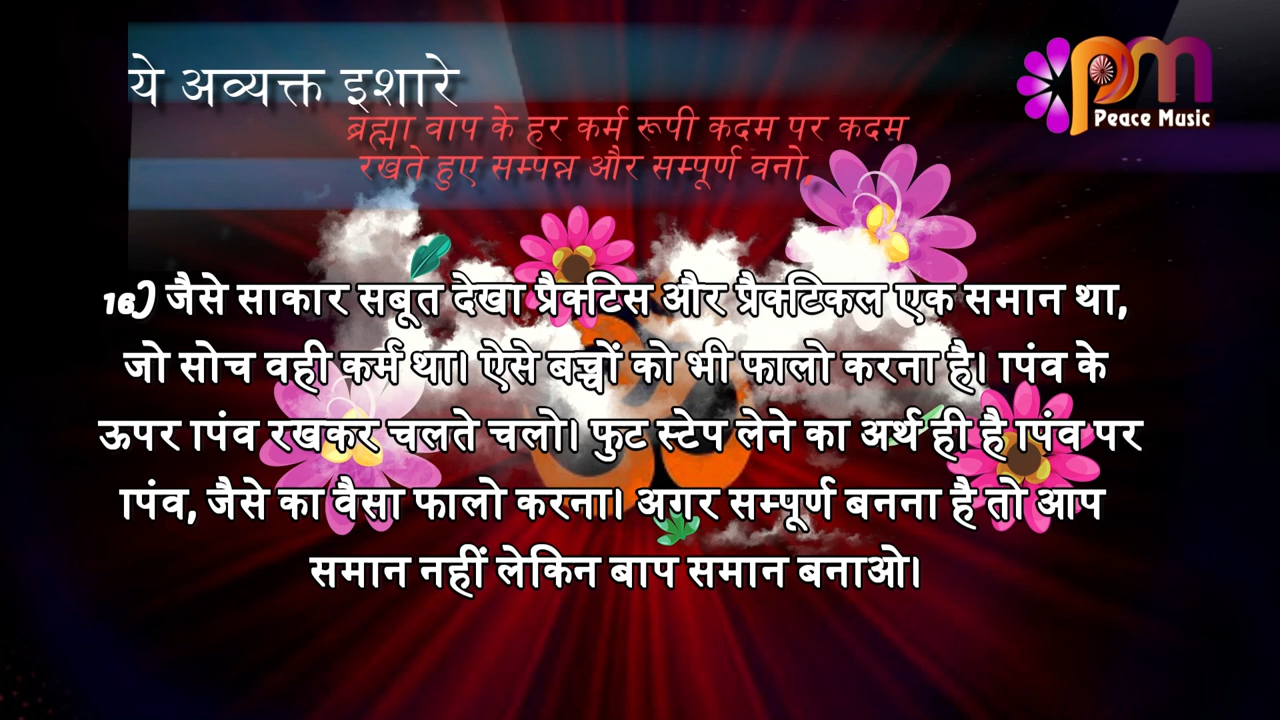 ये अव्यक्त इशारे
ब्रह्मा वाप के हर कर्म रूपी कदम पर कदम
रखते हुए सम्पन्न और सम्पूर्ण वनो,
pm
Peace Music
16) जैसे साकार सबूत देखा प्रैक्टिस और प्रैक्टिकल एक समान था,
जो सोच वही कर्म था। ऐसे बच्चों को भी फालो करना है। ापंव के
ऊपर ापंव रखकर चलते चलो। फुट स्टेप लेने का अर्थ ही है ापंव पर
ापंव, जैसे का वैसा फालो करना। अगर सम्पूर्ण बनना है तो आप
समान नहीं लेकिन बाप समान बनाओ।